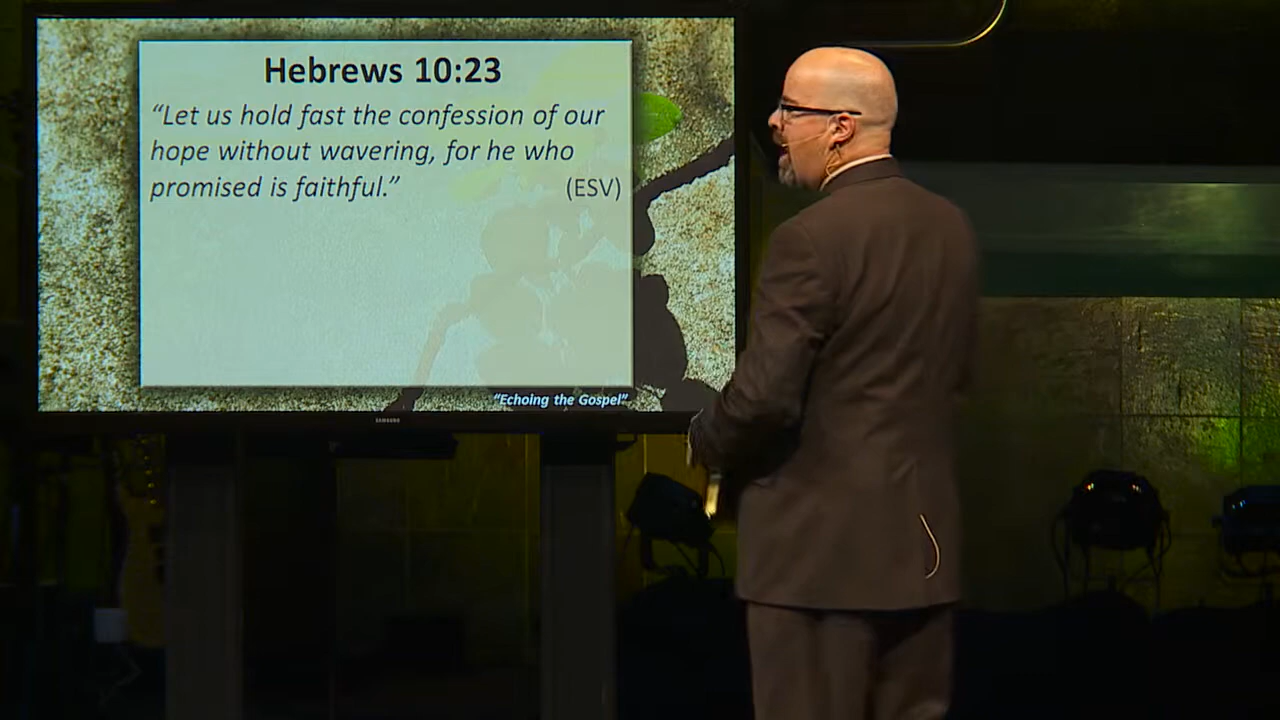 Hebrews 10:23
“Let us hold fast the confession of our
hope without wavering, for he who
promised is faithful.” (ESV)
“Echoing the Gospel”
SAMSUNG